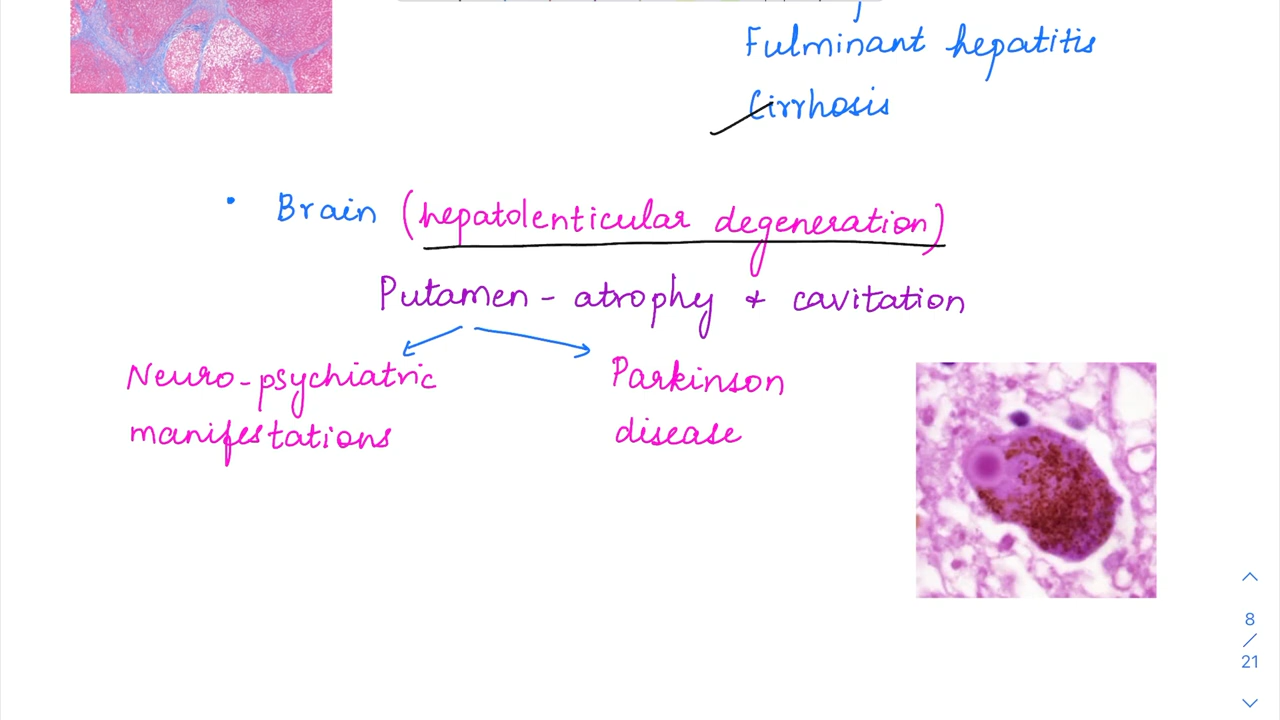 Fulminant hepatitis
Cirrhosis
• Brain (hepatolenticular degeneration)
Putamen - atrophy + cavitation
Neuro-psychiatric
manifestations
Parkinson
disease
8
/
21